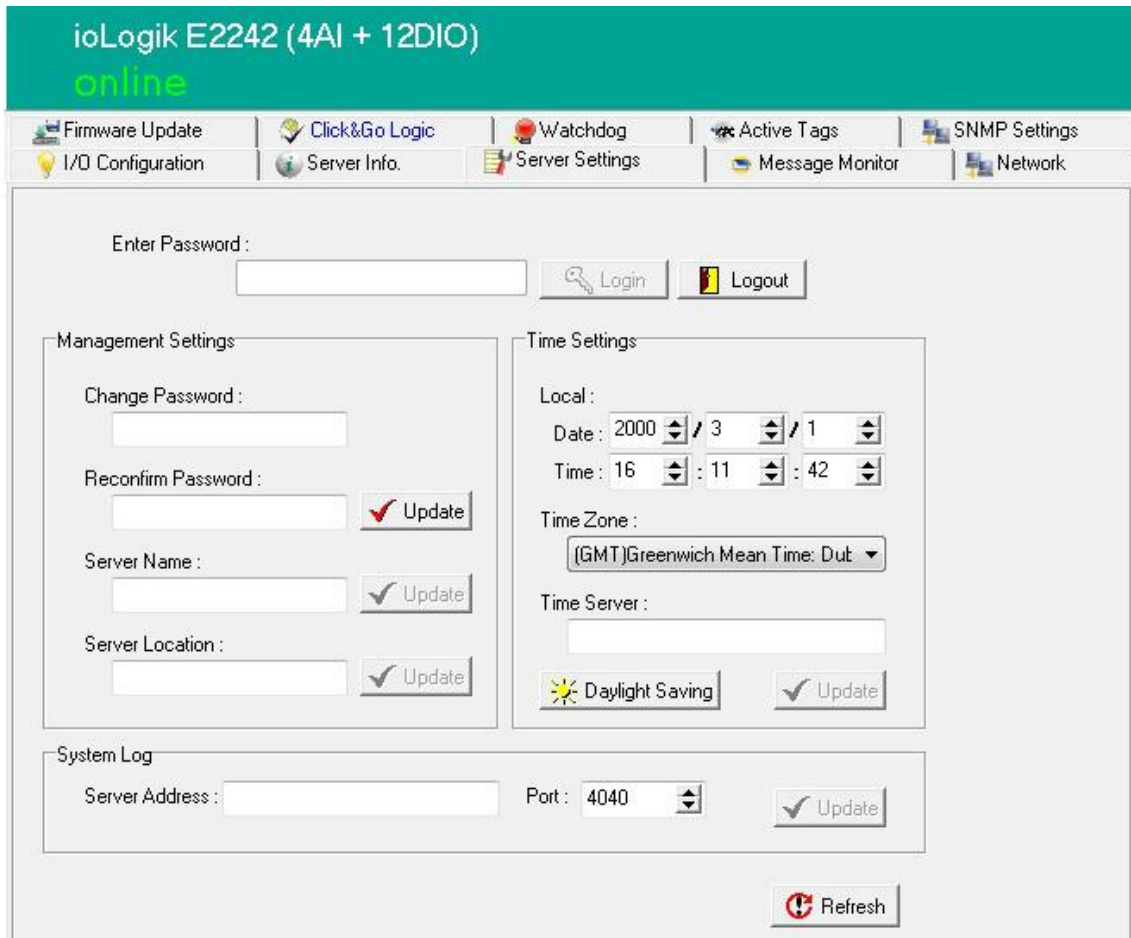 ioLogik E2242 (4AI + 12DIO)
online
Firmware Update Click&Go Logic Watchdog Active Tags SNMP Settings
I/O Configuration Server Info. Server Settings Message Monitor Network
Enter Password :
Login Logout
Management Settings
Change Password :
Reconfirm Password :
Update
Server Name :
Update
Server Location :
Update
Time Settings
Local :
Date : 2000 / 3 / 1
Time : 16 : 11 : 42
Time Zone :
(GMT)Greenwich Mean Time: Dub
Time Server :
Daylight Saving Update
System Log
Server Address : Port : 4040 Update
Refresh